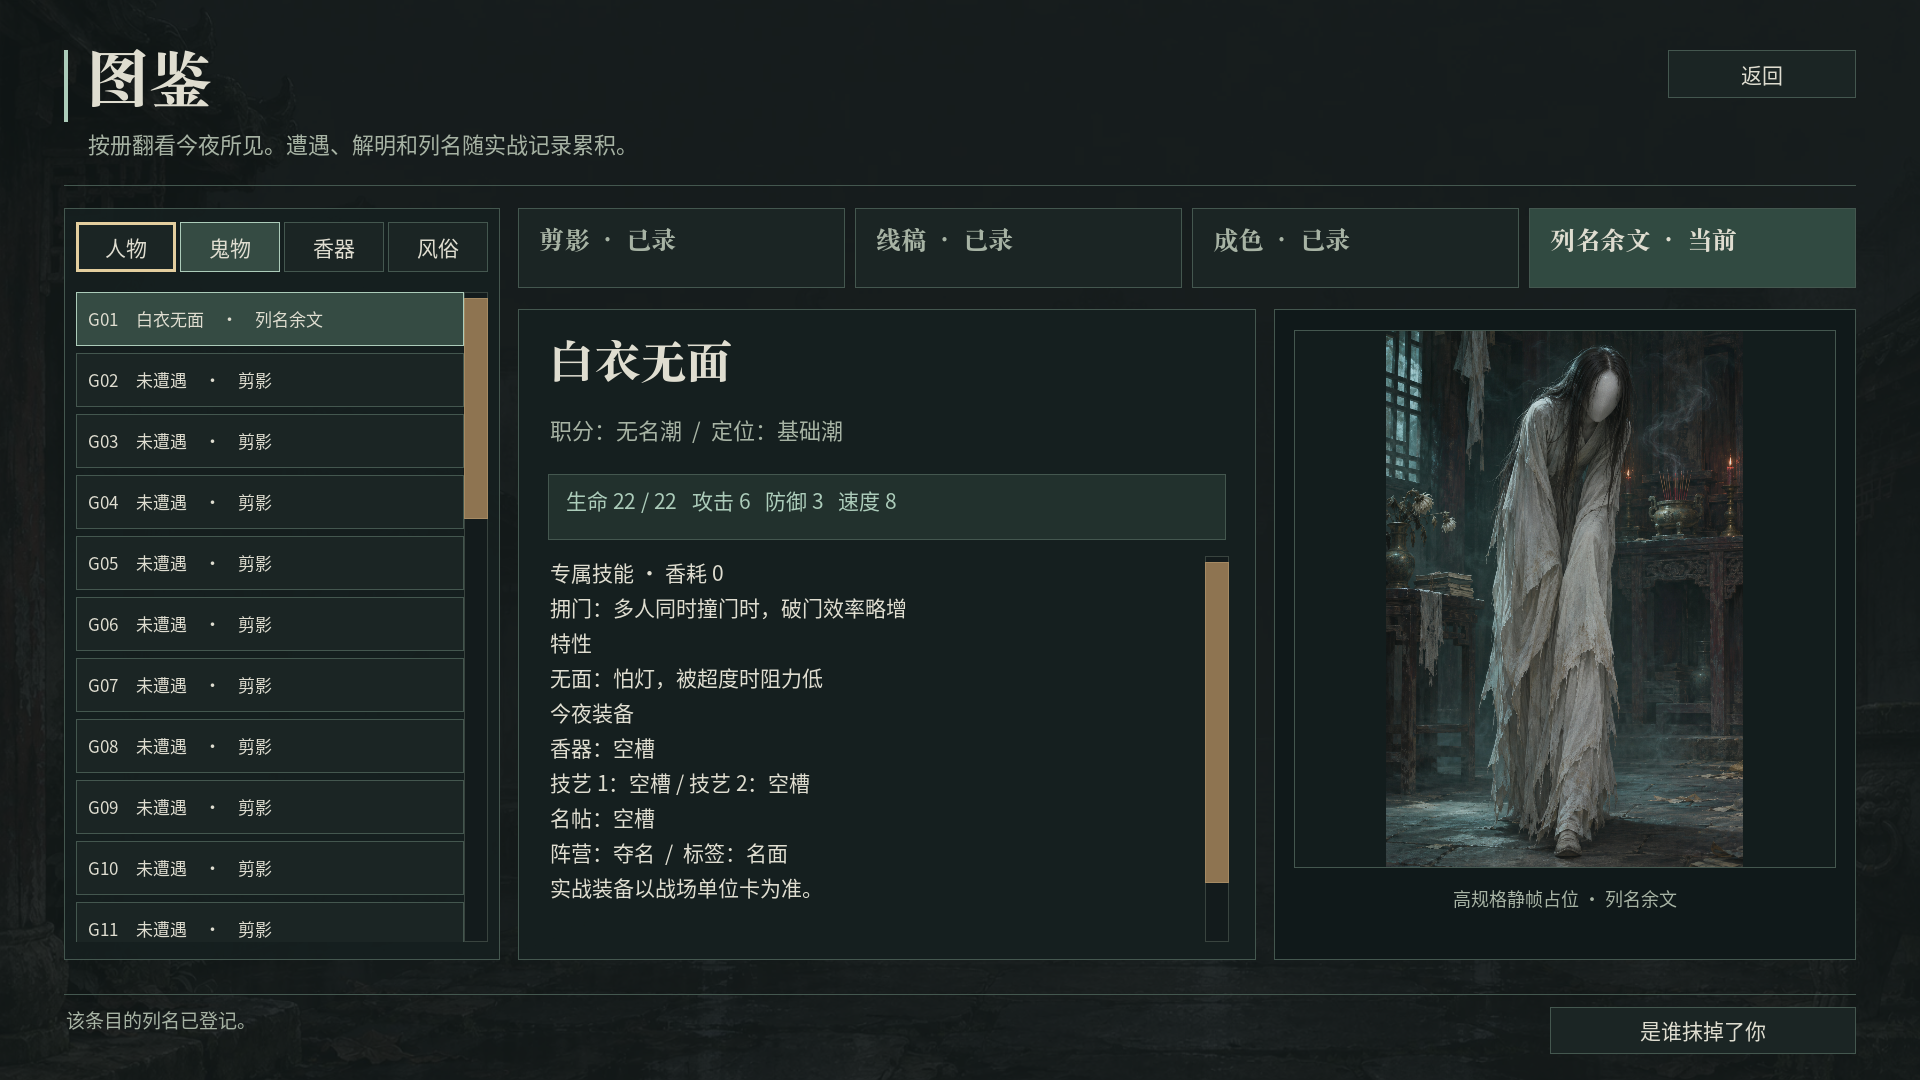 图鉴
返回
按册翻看今夜所见。遭遇、解明和列名随实战记录累积。
人物 鬼物 香器 风俗
剪影 · 已录
线稿 · 已录
成色 · 已录
列名余文 · 当前
G01 白衣无面 · 列名余文
G02 未遭遇 · 剪影
G03 未遭遇 · 剪影
G04 未遭遇 · 剪影
G05 未遭遇 · 剪影
G06 未遭遇 · 剪影
G07 未遭遇 · 剪影
G08 未遭遇 · 剪影
G09 未遭遇 · 剪影
G10 未遭遇 · 剪影
G11 未遭遇 · 剪影
白衣无面
职分：无名潮 / 定位：基础潮
生命 22 / 22 攻击 6 防御 3 速度 8
专属技能 · 香耗 0
拥门：多人同时撞门时，破门效率略增
特性
无面：怕灯，被超度时阻力低
今夜装备
香器：空槽
技艺 1：空槽 / 技艺 2：空槽
名帖：空槽
阵营：夺名 / 标签：名面
实战装备以战场单位卡为准。
高规格静帧占位 · 列名余文
该条目的列名已登记。
是谁抹掉了你